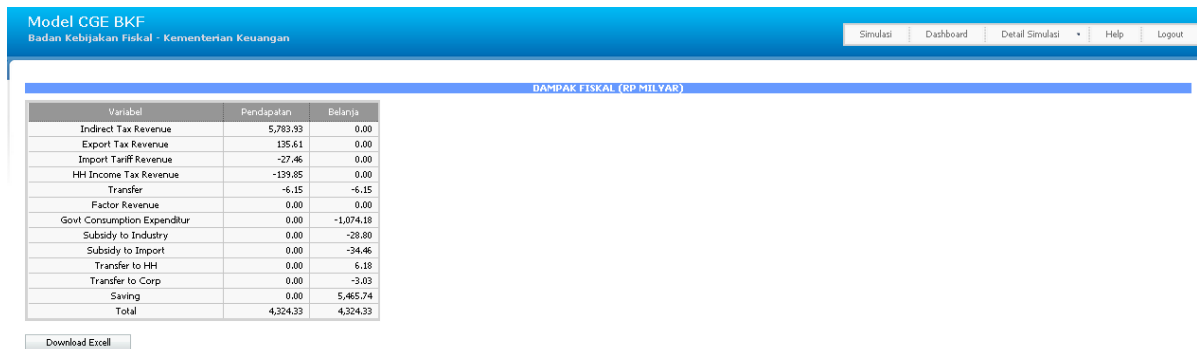 Model CGE BKF
Badan Kebijakan Fiskal - Kementerian Keuangan
Simulasi Dashboard Detail Simulasi Help Logout
DAMPAK FISKAL (RP MILYAR)
Variabel Pendapatan Belanja
Indirect Tax Revenue 5,783.93 0.00
Export Tax Revenue 135.61 0.00
Import Tariff Revenue -27.46 0.00
HH Income Tax Revenue -139.85 0.00
Transfer -6.15 -6.15
Factor Revenue 0.00 0.00
Govt Consumption Expenditur 0.00 -1,074.18
Subsidy to Industry 0.00 -28.80
Subsidy to Import 0.00 -34.46
Transfer to HH 0.00 6.18
Transfer to Corp 0.00 -3.03
Saving 0.00 5,465.74
Total 4,324.33 4,324.33
Download Excell